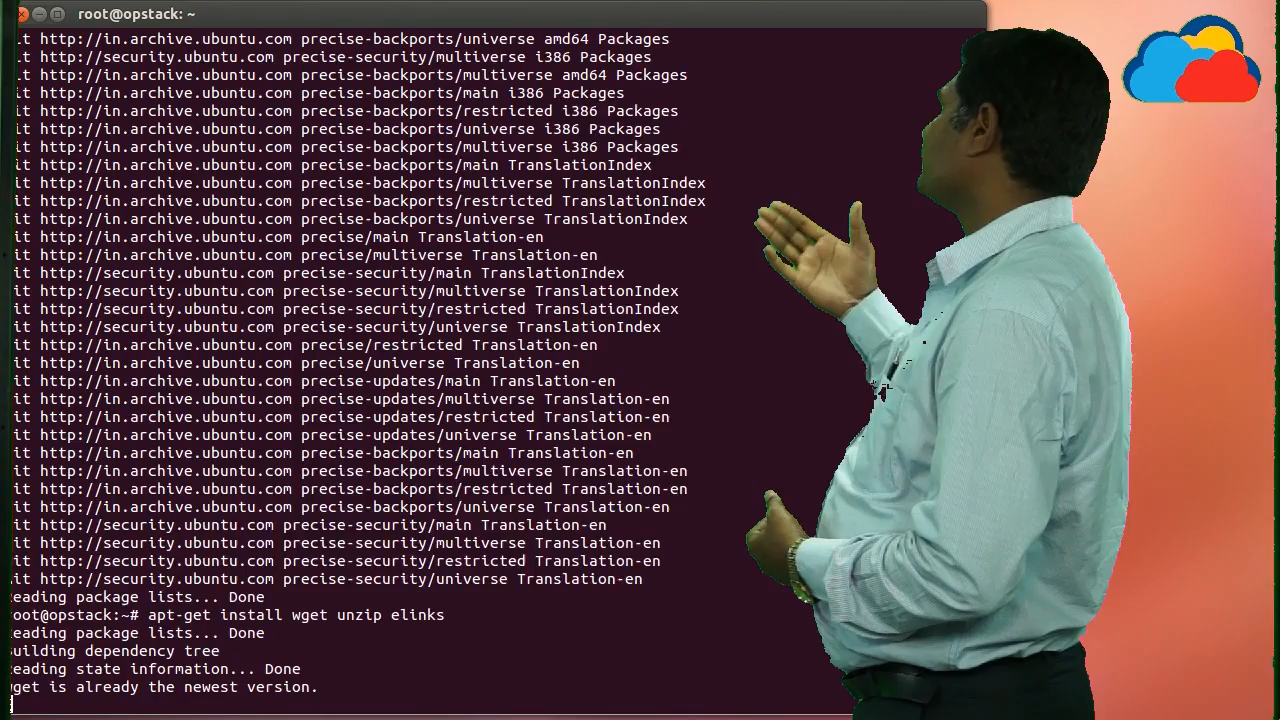 root@opstack: ~
it http://in.archive.ubuntu.com precise-backports/universe amd64 Packages
it http://security.ubuntu.com precise-security/multiverse i386 Packages
it http://in.archive.ubuntu.com precise-backports/multiverse amd64 Packages
it http://in.archive.ubuntu.com precise-backports/main i386 Packages
it http://in.archive.ubuntu.com precise-backports/restricted i386 Packages
it http://in.archive.ubuntu.com precise-backports/universe i386 Packages
it http://in.archive.ubuntu.com precise-backports/multiverse i386 Packages
it http://in.archive.ubuntu.com precise-backports/main TranslationIndex
it http://in.archive.ubuntu.com precise-backports/multiverse TranslationIndex
it http://in.archive.ubuntu.com precise-backports/restricted TranslationIndex
it http://in.archive.ubuntu.com precise-backports/universe TranslationIndex
it http://in.archive.ubuntu.com precise/main Translation-en
it http://in.archive.ubuntu.com precise/multiverse Translation-en
it http://security.ubuntu.com precise-security/main TranslationIndex
it http://security.ubuntu.com precise-security/multiverse TranslationIndex
it http://security.ubuntu.com precise-security/restricted TranslationIndex
it http://security.ubuntu.com precise-security/universe TranslationIndex
it http://in.archive.ubuntu.com precise/restricted Translation-en
it http://in.archive.ubuntu.com precise/universe Translation-en
it http://in.archive.ubuntu.com precise-updates/main Translation-en
it http://in.archive.ubuntu.com precise-updates/multiverse Translation-en
it http://in.archive.ubuntu.com precise-updates/restricted Translation-en
it http://in.archive.ubuntu.com precise-updates/universe Translation-en
it http://in.archive.ubuntu.com precise-backports/main Translation-en
it http://in.archive.ubuntu.com precise-backports/multiverse Translation-en
it http://in.archive.ubuntu.com precise-backports/restricted Translation-en
it http://in.archive.ubuntu.com precise-backports/universe Translation-en
it http://security.ubuntu.com precise-security/main Translation-en
it http://security.ubuntu.com precise-security/multiverse Translation-en
it http://security.ubuntu.com precise-security/restricted Translation-en
it http://security.ubuntu.com precise-security/universe Translation-en
eading package lists... Done
root@opstack:~# apt-get install wget unzip elinks
eading package lists... Done
uilding dependency tree
eading state information... Done
wget is already the newest version.